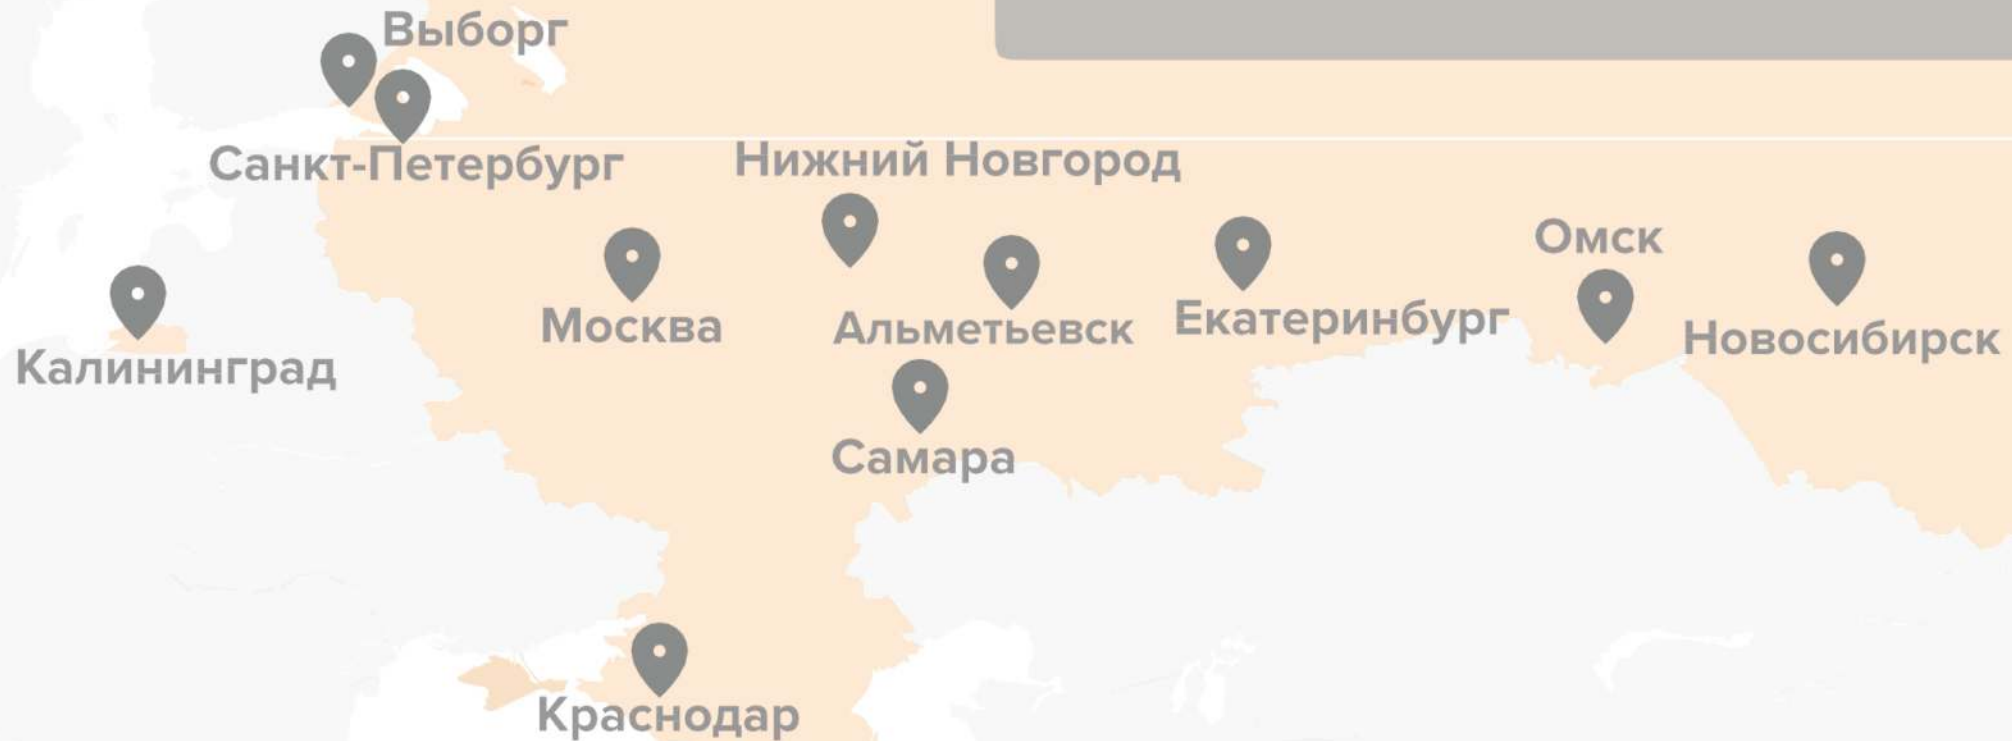 Выборг
Санкт-Петербург
Нижний Новгород
Омск
Москва
Альметьевск
Екатеринбург
Новосибирск
Калининград
Самара
Краснодар